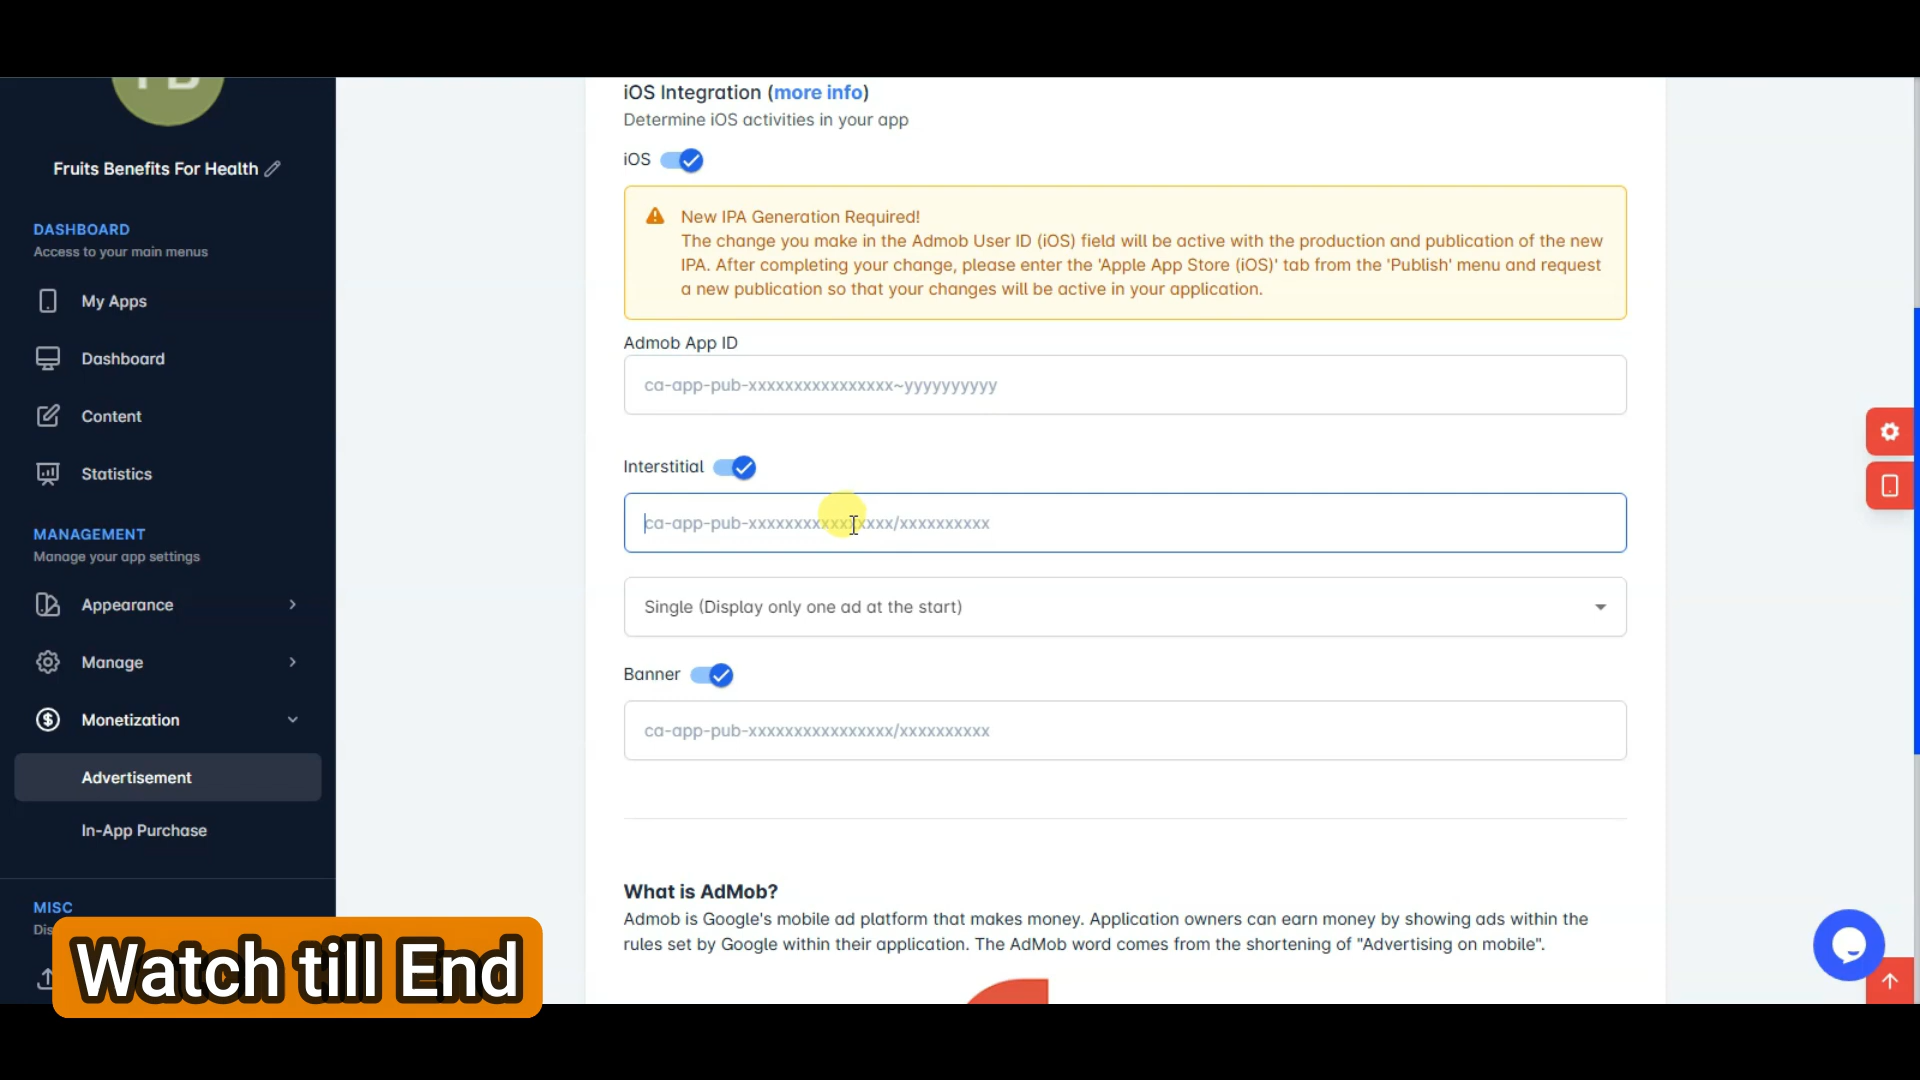 Fruits Benefits For Health
DASHBOARD
Access to your main menus
My Apps
Dashboard
Content
Statistics
MANAGEMENT
Manage your app settings
Appearance
Manage
Monetization
Advertisement
In-App Purchase
MISC
Watch till End
iOS Integration (more info)
Determine iOS activities in your app
iOS
New IPA Generation Required!
The change you make in the Admob User ID (iOS) field will be active with the production and publication of the new
IPA. After completing your change, please enter the 'Apple App Store (iOS)' tab from the 'Publish' menu and request
a new publication so that your changes will be active in your application.
Admob App ID
ca-app-pub-xxxxxxxxxxxxxxxx~yyyyyyyyyy
Interstitial
ca-app-pub-xxxxxxxxxxxxxxxx/xxxxxxxxxx
Single (Display only one ad at the start)
Banner
ca-app-pub-xxxxxxxxxxxxxxxx/xxxxxxxxxx
What is AdMob?
Admob is Google's mobile ad platform that makes money. Application owners can earn money by showing ads within the
rules set by Google within their application. The AdMob word comes from the shortening of "Advertising on mobile".